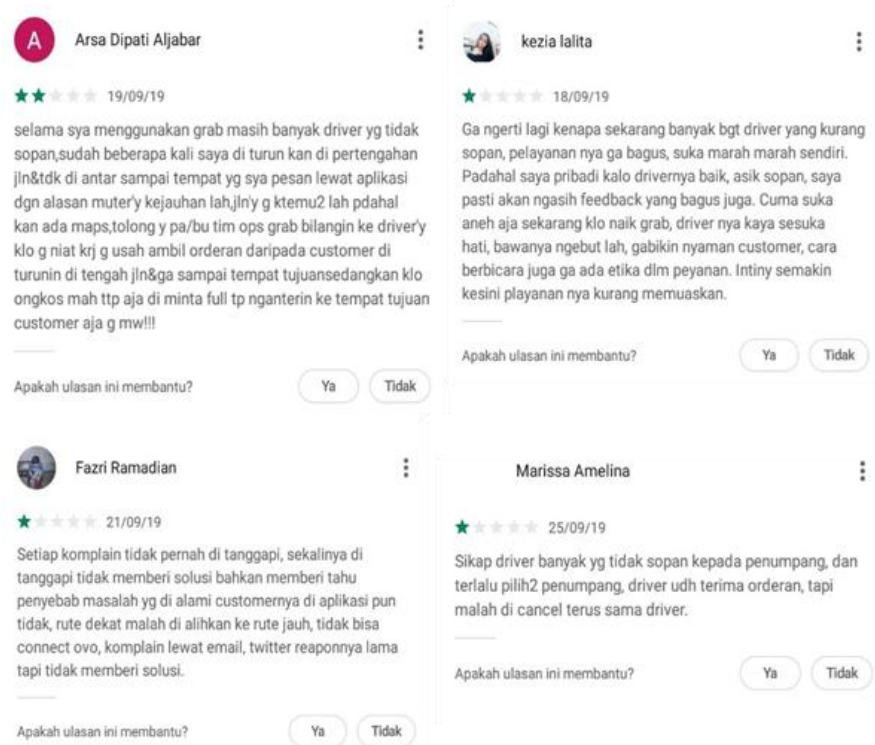 A
Arsa Dipati Aljabar
19/09/19
selama sya menggunakan grab masih banyak driver yg tidak
sopan,sudah beberapa kali saya di turun kan di pertengahan
jln&tdk di antar sampai tempat yg sya pesan lewat aplikasi
dgn alasan muter'y kejauhan lah,jln'y g ktemu2 lah pdahal
kan ada maps,tolong y pa/bu tim ops grab bilangin ke driver'y
klo g niat krj g usah ambil orderan daripada customer di
turunin di tengah jln&ga sampai tempat tujuansedangkan klo
ongkos mah ttp aja di minta full tp nganterin ke tempat tujuan
customer aja g mw!!!
Apakah ulasan ini membantu?
Ya
Tidak
kezia lalita
18/09/19
Ga ngerti lagi kenapa sekarang banyak bgt driver yang kurang
sopan, pelayanan nya ga bagus, suka marah marah sendiri.
Padahal saya pribadi kalo drivernya baik, asik sopan, saya
pasti akan ngasih feedback yang bagus juga. Cuma suka
aneh aja sekarang klo naik grab, driver nya kaya sesuka
hati, bawanya ngebut lah, gabikin nyaman customer, cara
berbicara juga ga ada etika dlm peyanan. Intiny semakin
kesini playanan nya kurang memuaskan.
Apakah ulasan ini membantu?
Ya
Tidak
Fazri Ramadian
21/09/19
Setiap komplain tidak pernah di tanggapi, sekalinya di
tanggapi tidak memberi solusi bahkan memberi tahu
penyebab masalah yg di alami customernya di aplikasi pun
tidak, rute dekat malah di alihkan ke rute jauh, tidak bisa
connect ovo, komplain lewat email, twitter reaponnya lama
tapi tidak memberi solusi.
Apakah ulasan ini membantu?
Ya
Tidak
Marissa Amelina
25/09/19
Sikap driver banyak yg tidak sopan kepada penumpang, dan
terlalu pilih2 penumpang, driver udh terima orderan, tapi
malah di cancel terus sama driver.
Apakah ulasan ini membantu?
Ya
Tidak